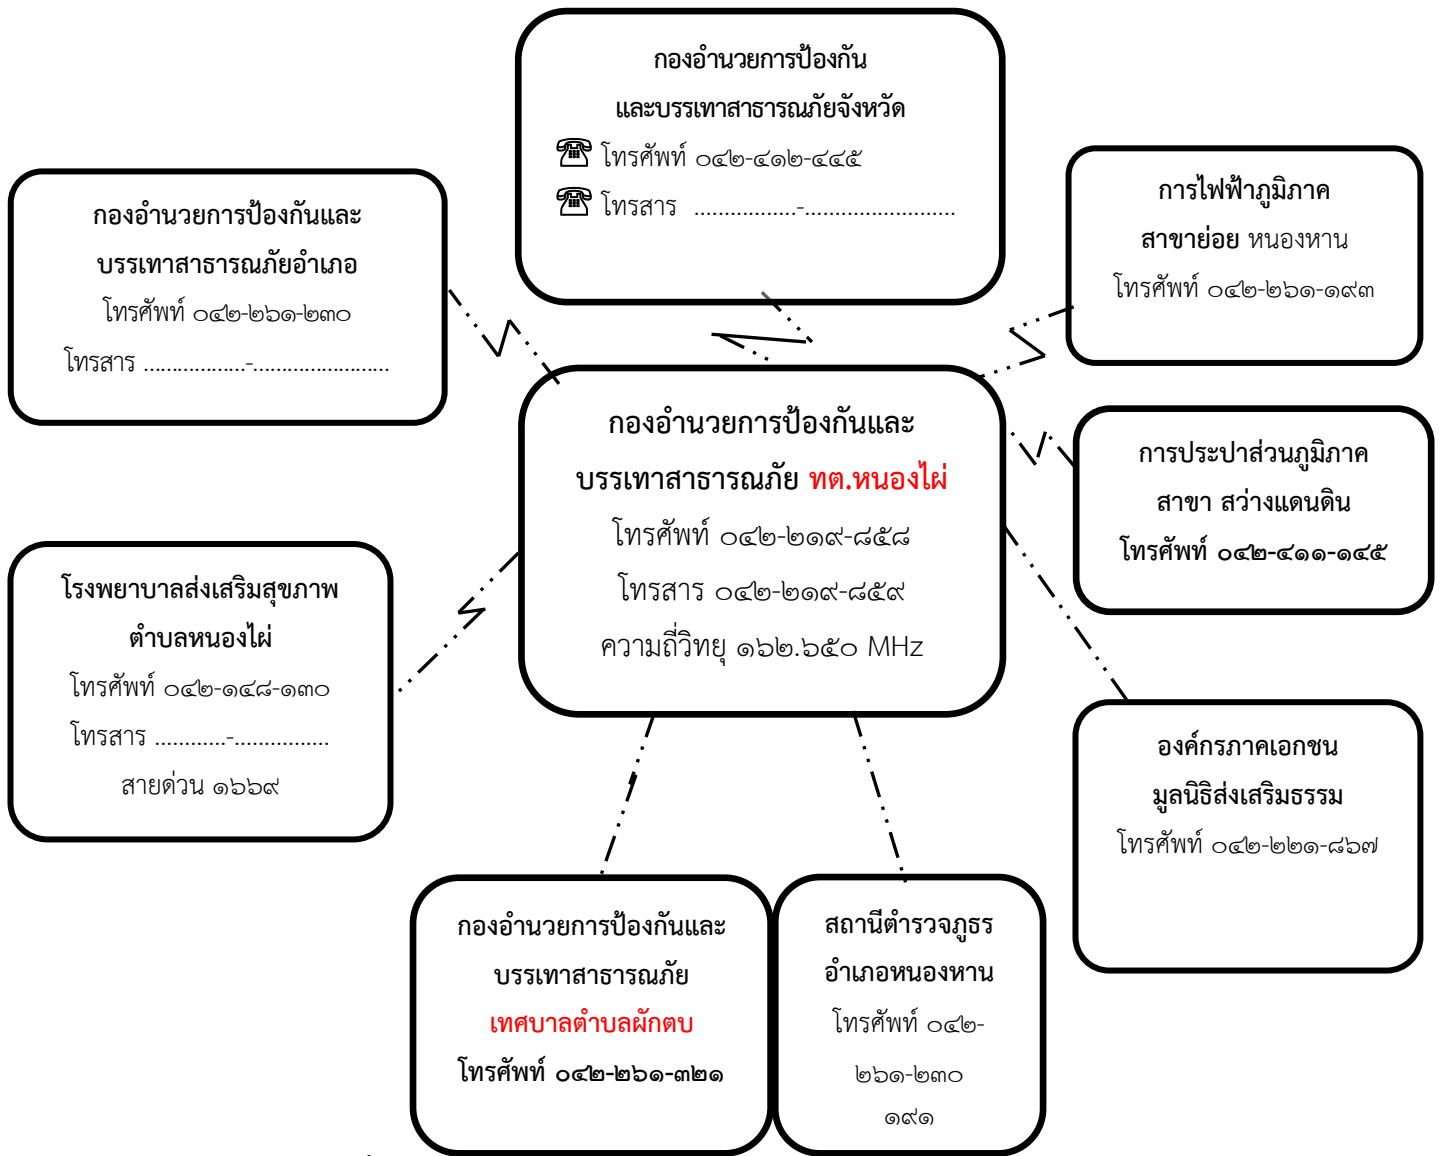 กองอำนวยการป้องกัน
และบรรเทาสาธารณภัยจังหวัด
☎ โทรศัพท์ ๐๔๒-๔๑๒-๔๔๕
☎ โทรสาร .................-.........................
กองอำนวยการป้องกันและ
บรรเทาสาธารณภัยอำเภอ
โทรศัพท์ ๐๔๒-๒๖๑-๒๓๐
โทรสาร .................-.......................
การไฟฟ้าภูมิภาค
สาขาย่อย หนองหาน
โทรศัพท์ ๐๔๒-๒๖๑-๑๙๓
กองอำนวยการป้องกันและ
บรรเทาสาธารณภัย ทต.หนองไผ่
โทรศัพท์ ๐๔๒-๒๑๙-๘๕๘
โทรสาร ๐๔๒-๒๑๙-๘๕๙
ความถี่วิทยุ ๑๖๒.๖๕๐ MHz
การประปาส่วนภูมิภาค
สาขา สว่างแดนดิน
โทรศัพท์ ๐๔๒-๔๑๑-๑๔๕
โรงพยาบาลส่งเสริมสุขภาพ
ตำบลหนองไผ่
โทรศัพท์ ๐๔๒-๑๔๘-๑๓๐
โทรสาร ............-................
สายด่วน ๑๖๖๙
องค์กรภาคเอกชน
มูลนิธิส่งเสริมธรรม
โทรศัพท์ ๐๔๒-๒๒๑-๘๖๗
กองอำนวยการป้องกันและ
บรรเทาสาธารณภัย
เทศบาลตำบลผักตบ
โทรศัพท์ ๐๔๒-๒๖๑-๓๒๑
สถานีตำรวจภูธร
อำเภอหนองหาน
โทรศัพท์ ๐๔๒-
๒๖๑-๒๓๐
๑๙๑